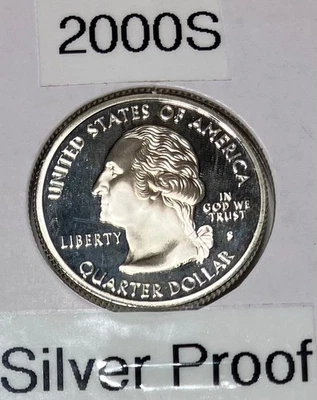 2000S
UNITED STATES OF AMERICA
IN
GOD WE
TRUST
LIBERTY
S
QUARTER DOLLAR
Silver Proof